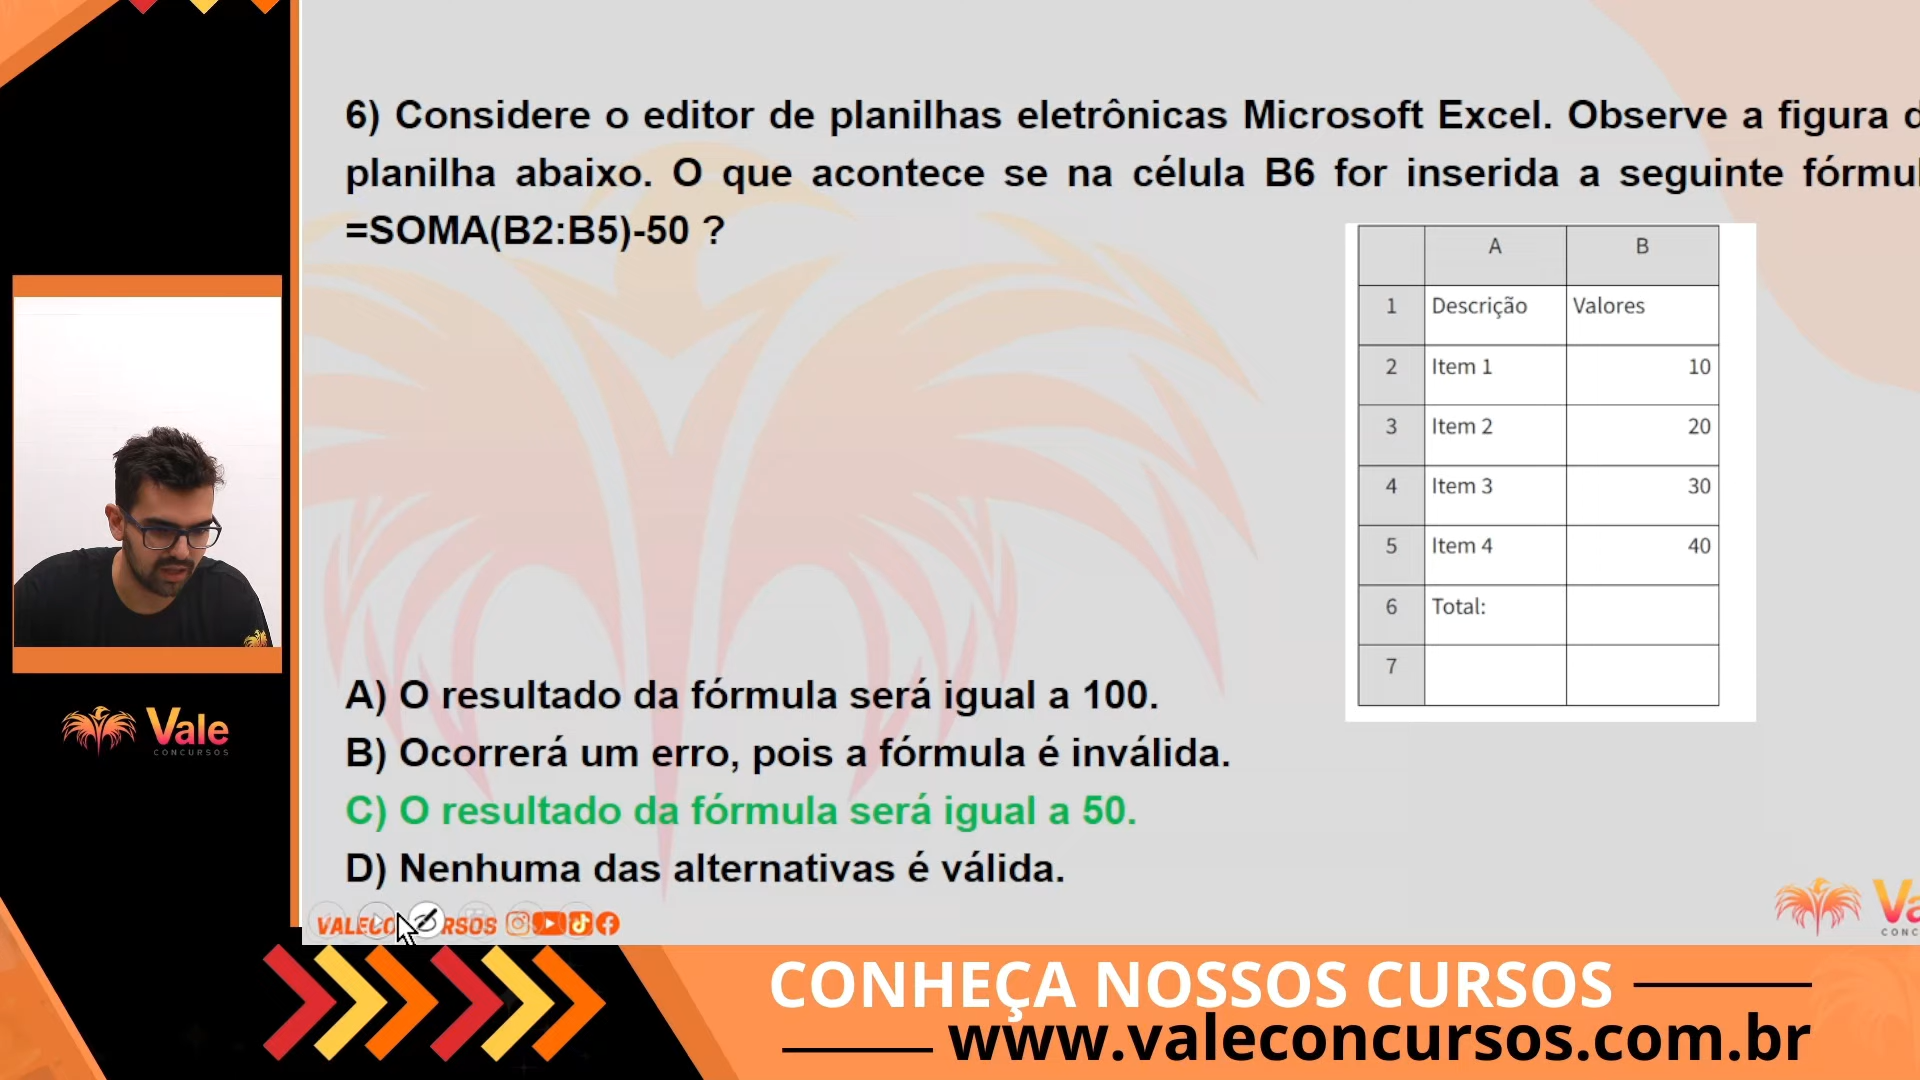 6) Considere o editor de planilhas eletrônicas Microsoft Excel. Observe a figura
planilha abaixo. O que acontece se na célula B6 for inserida a seguinte
=SOMA(B2:B5)-50 ?
A B
1 Descrição Valores
2 Item 1 10
3 Item 2 20
4 Item 3 30
5 Item 4 40
6 Total:
7
A) O resultado da fórmula será igual a 100.
B) Ocorrerá um erro, pois a fórmula é inválida.
C) O resultado da fórmula será igual a 50.
D) Nenhuma das alternativas é válida.
Vale
CONCURSOS
CONHEÇA NOSSOS CURSOS
www.valeconcursos.com.br